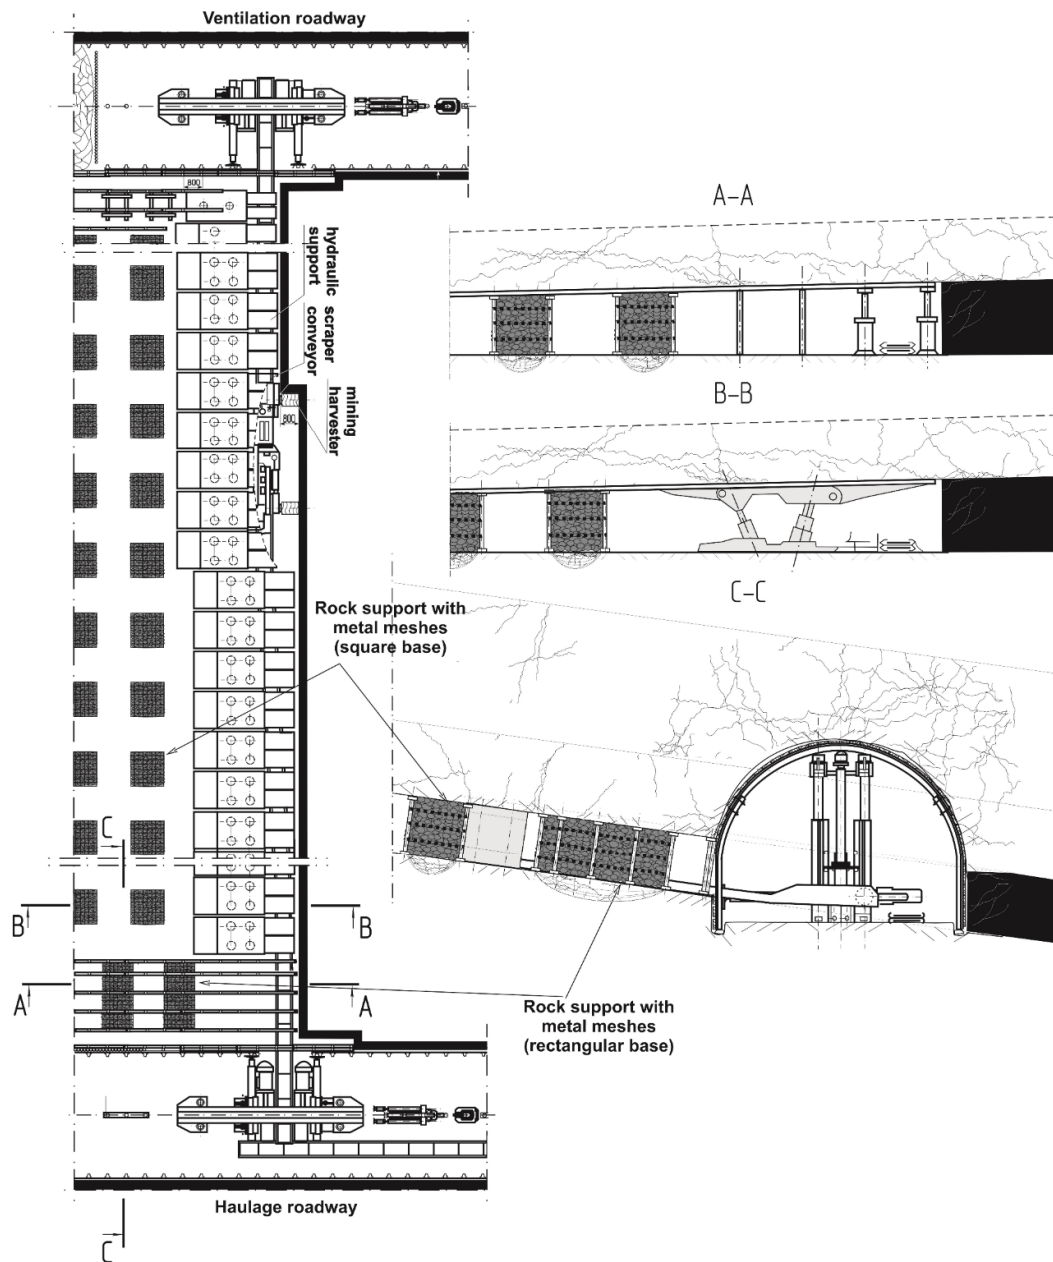 Ventilation roadway
800
hydraulic
support
scraper
conveyor
mining
harvester
800
A–A
B–B
C–C
Rock support with
metal meshes
(square base)
C
B
B
A
A
Rock support with
metal meshes
(rectangular base)
Haulage roadway
C